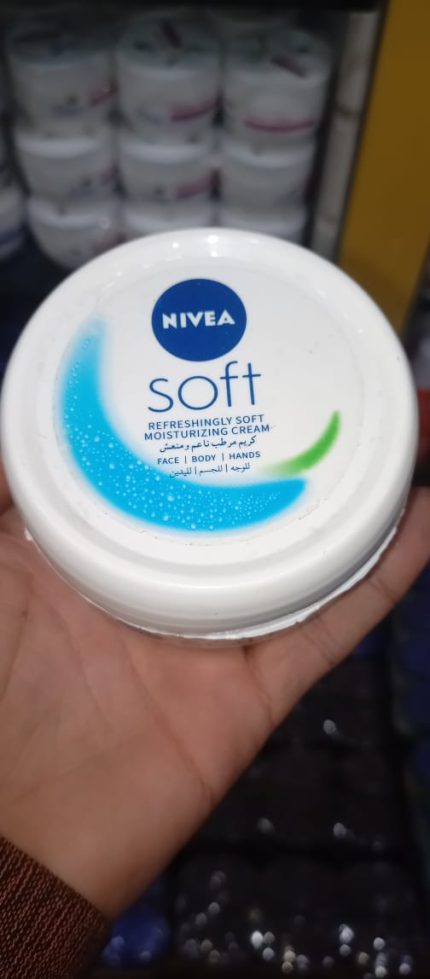 NIVEA
soft
REFRESHINGLY SOFT
MOISTURIZING CREAM
كريم مرطب ناعم ومنعش
FACE | BODY | HANDS
للوجه | للجسم | لليدين